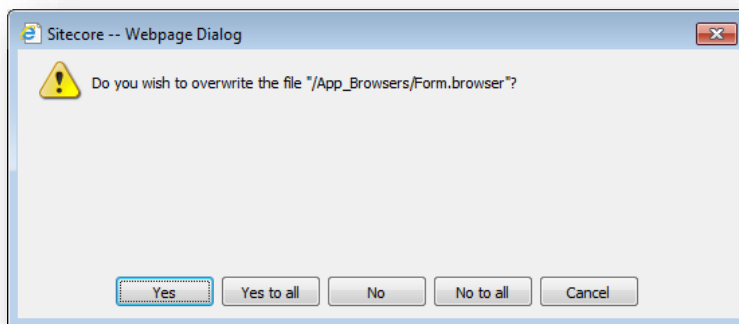 Sitecore -- Webpage Dialog
Do you wish to overwrite the file "/App_Browsers/Form.browser"?
Yes
Yes to all
No
No to all
Cancel